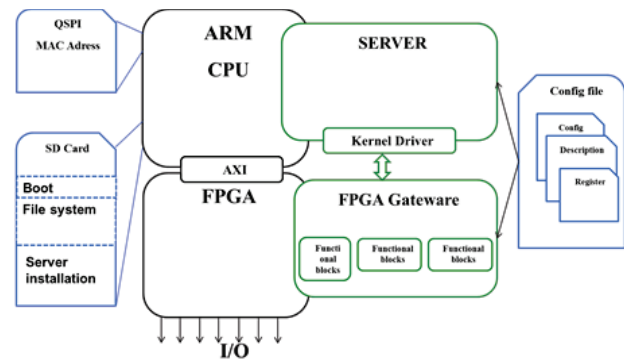 QSPI
MAC Adress
ARM
CPU
SERVER
Kernel Driver
Config file
Config
Description
Register
SD Card
Boot
File system
Server
installation
AXI
FPGA
FPGA Gateware
Functi
onal
blocks
Functional
blocks
Functional
blocks
I/O